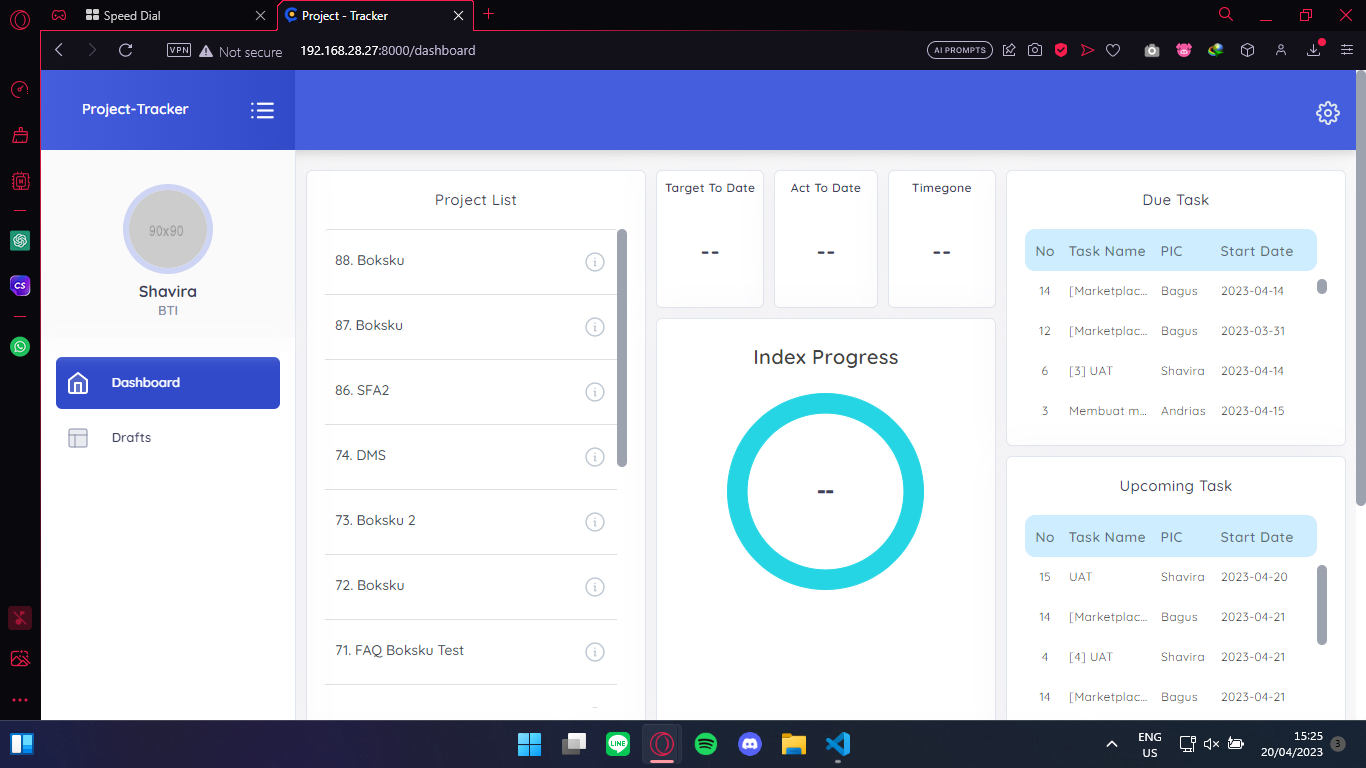 Speed Dial
Project - Tracker
VPN
Not secure
192.168.28.27:8000/dashboard
AI PROMPTS
Project-Tracker
90x90
Shavira
BTI
Dashboard
Drafts
Project List
88. Boksku
87. Boksku
86. SFA2
74. DMS
73. Boksku 2
72. Boksku
71. FAQ Boksku Test
Target To Date
--
Act To Date
--
Timegone
--
Index Progress
--
Due Task
No Task Name PIC Start Date
14 [Marketplac... Bagus 2023-04-14
12 [Marketplac... Bagus 2023-03-31
6 [3] UAT Shavira 2023-04-14
3 Membuat m... Andrias 2023-04-15
Upcoming Task
No Task Name PIC Start Date
15 UAT Shavira 2023-04-20
14 [Marketplac... Bagus 2023-04-21
4 [4] UAT Shavira 2023-04-21
14 [Marketplac... Bagus 2023-04-21
CS
LINE
ENG
US
15:25
20/04/2023
3